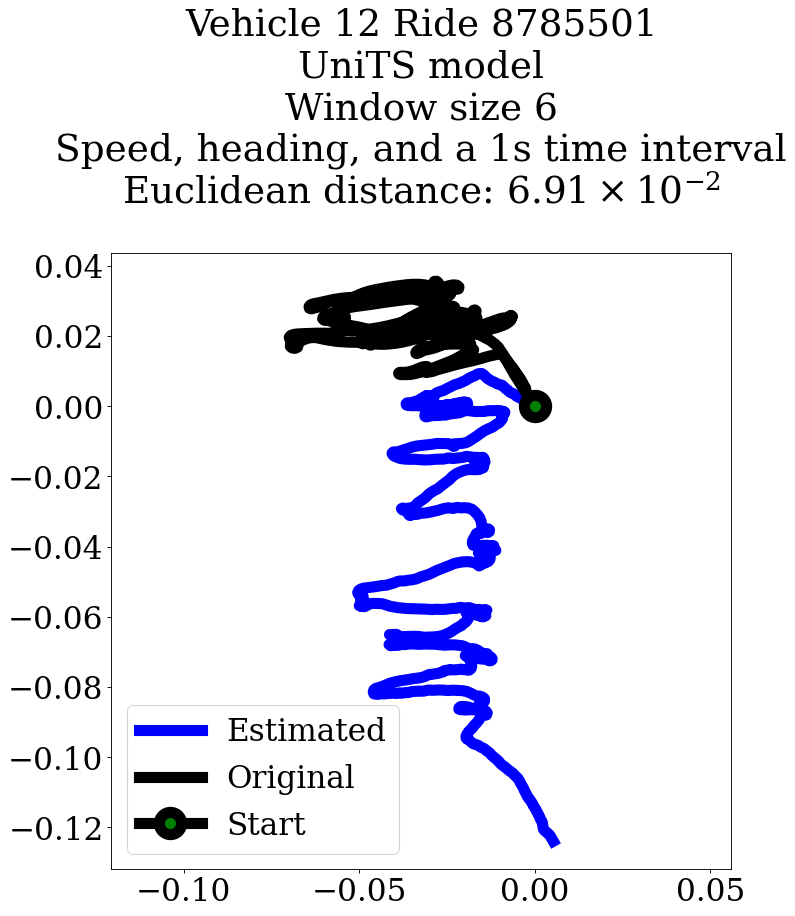 Vehicle 12 Ride 8785501
UniTS model
Window size 6
Speed, heading, and a 1s time interval
Euclidean distance: 6.91 × 10⁻²
0.04
0.02
0.00
−0.02
−0.04
−0.06
−0.08
−0.10
−0.12
Estimated
Original
Start
−0.10 −0.05 0.00 0.05